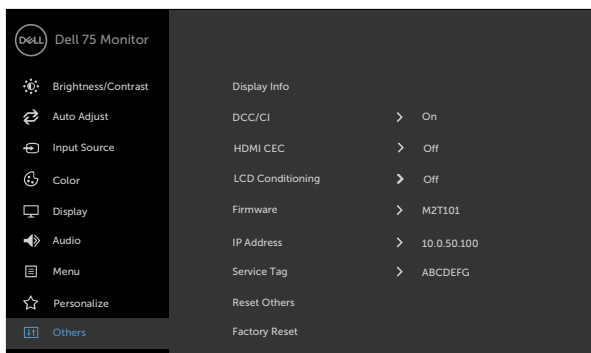 DELL Dell 75 Monitor
Brightness/Contrast
Auto Adjust
Input Source
Color
Display
Audio
Menu
Personalize
Others
Display Info
DCC/CI > On
HDMI CEC > Off
LCD Conditioning > Off
Firmware > M2T101
IP Address > 10.0.50.100
Service Tag > ABCDEFG
Reset Others
Factory Reset